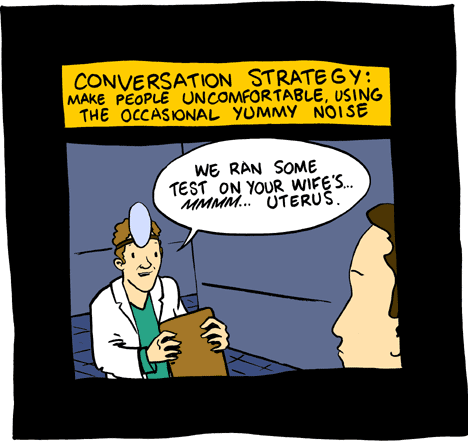 CONVERSATION STRATEGY:
MAKE PEOPLE UNCOMFORTABLE, USING
THE OCCASIONAL YUMMY NOISE
WE RAN SOME
TEST ON YOUR WIFE'S...
MMMM... UTERUS.